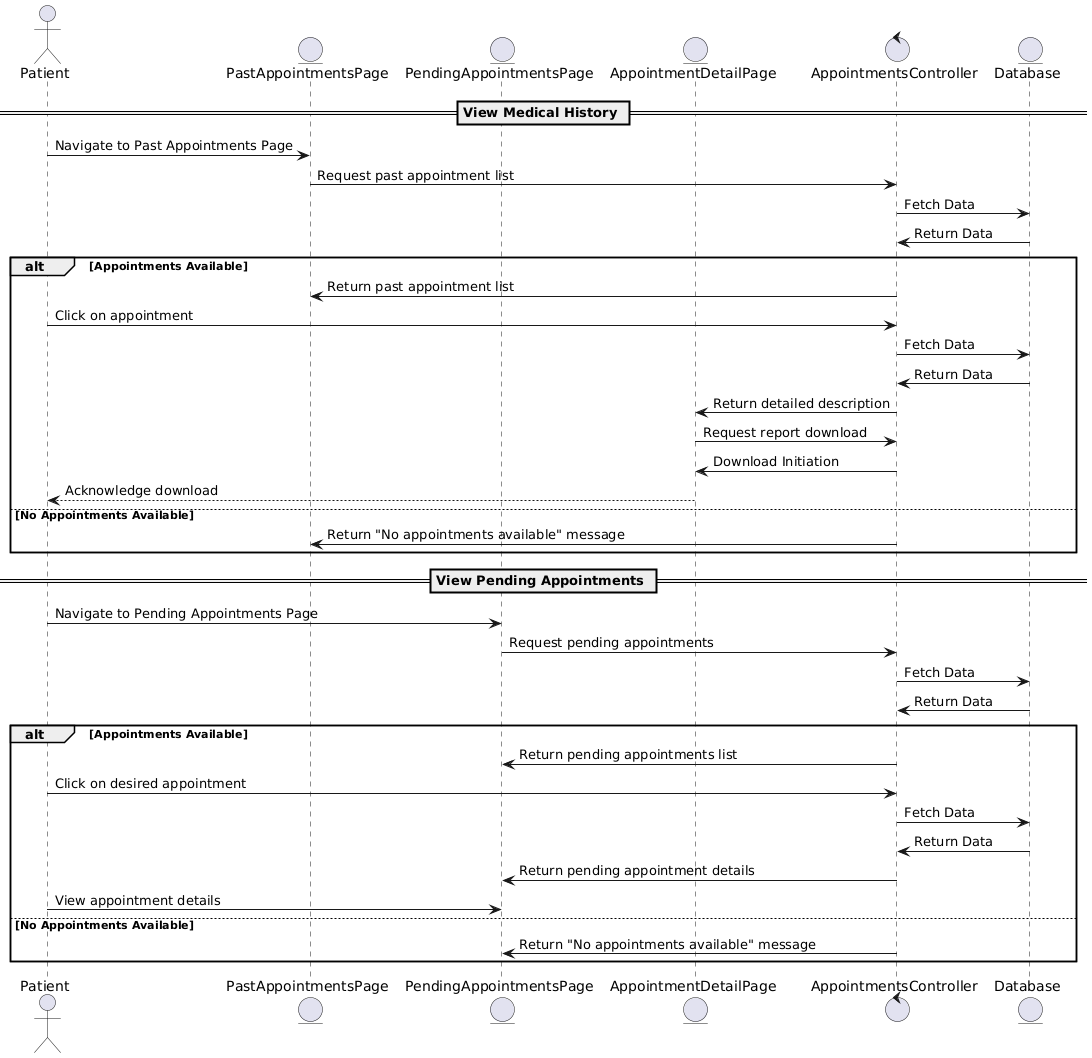 Patient
PastAppointmentsPage
PendingAppointmentsPage
AppointmentDetailPage
AppointmentsController
Database
View Medical History
Navigate to Past Appointments Page
Request past appointment list
Fetch Data
Return Data
alt
[Appointments Available]
Return past appointment list
Click on appointment
Fetch Data
Return Data
Return detailed description
Request report download
Download Initiation
Acknowledge download
[No Appointments Available]
Return "No appointments available" message
View Pending Appointments
Navigate to Pending Appointments Page
Request pending appointments
Fetch Data
Return Data
alt
[Appointments Available]
Return pending appointments list
Click on desired appointment
Fetch Data
Return Data
Return pending appointment details
View appointment details
[No Appointments Available]
Return "No appointments available" message
Patient
PastAppointmentsPage
PendingAppointmentsPage
AppointmentDetailPage
AppointmentsController
Database